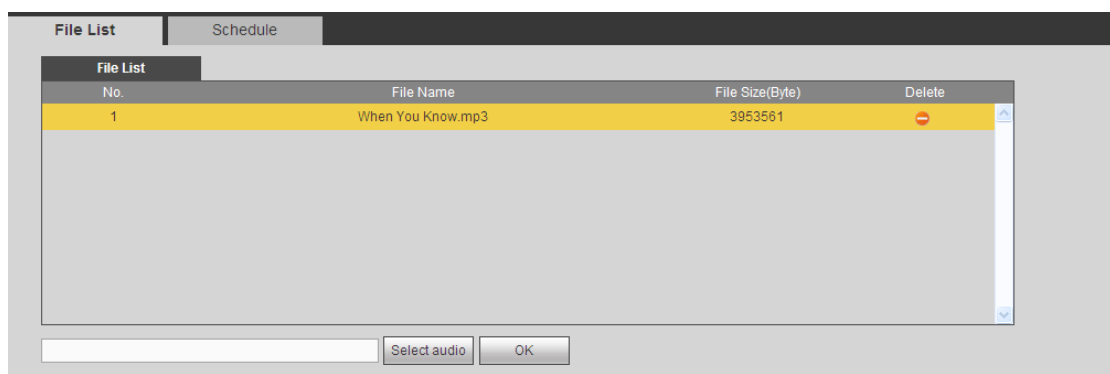 File List Schedule
File List
No. File Name File Size(Byte) Delete
1 When You Know.mp3 3953561
Select audio OK